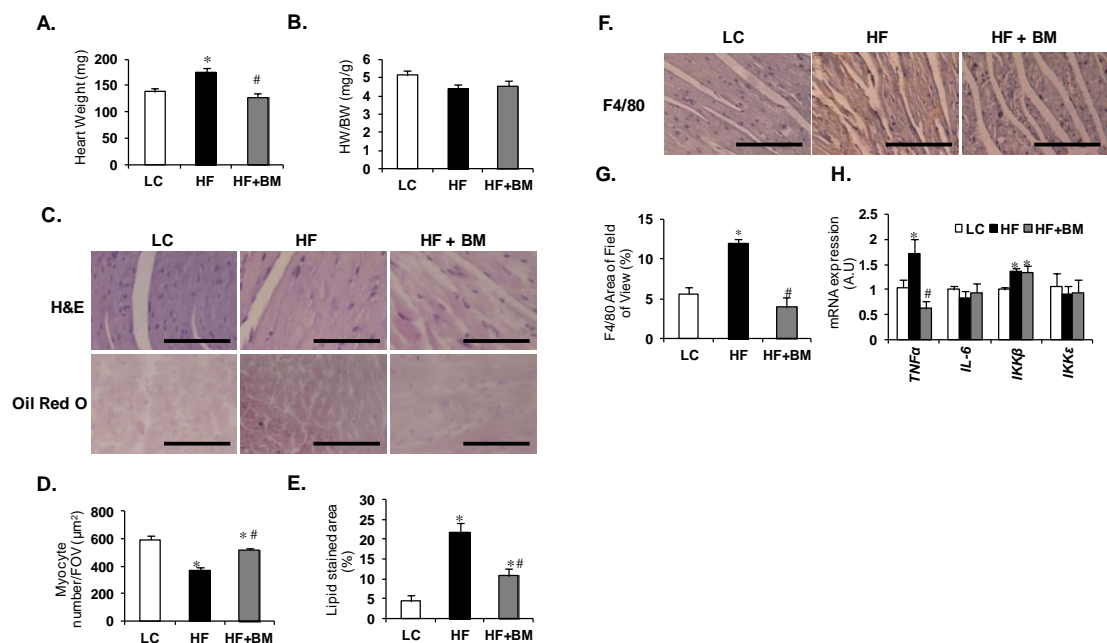 A.
Heart Weight (mg)
200
150
100
50
0
*
#
LC HF HF+BM
B.
HW/BW (mg/g)
6
5
4
3
2
1
0
LC HF HF+BM
C.
LC HF HF + BM
H&E
Oil Red O
D.
Myocyte
number/FOV (µm²)
800
600
400
200
0
*
* #
LC HF HF+BM
E.
Lipid stained area
(%)
30
25
20
15
10
5
0
*
*#
LC HF HF+BM
F.
LC HF HF + BM
F4/80
G.
F4/80 Area of Field
of View (%)
15
10
5
0
*
#
LC HF HF+BM
H.
mRNA expression
(A.U)
2.5
2
1.5
1
0.5
0
LC HF HF+BM
*
#
* *
TNFα IL-6 IKKβ IKKε